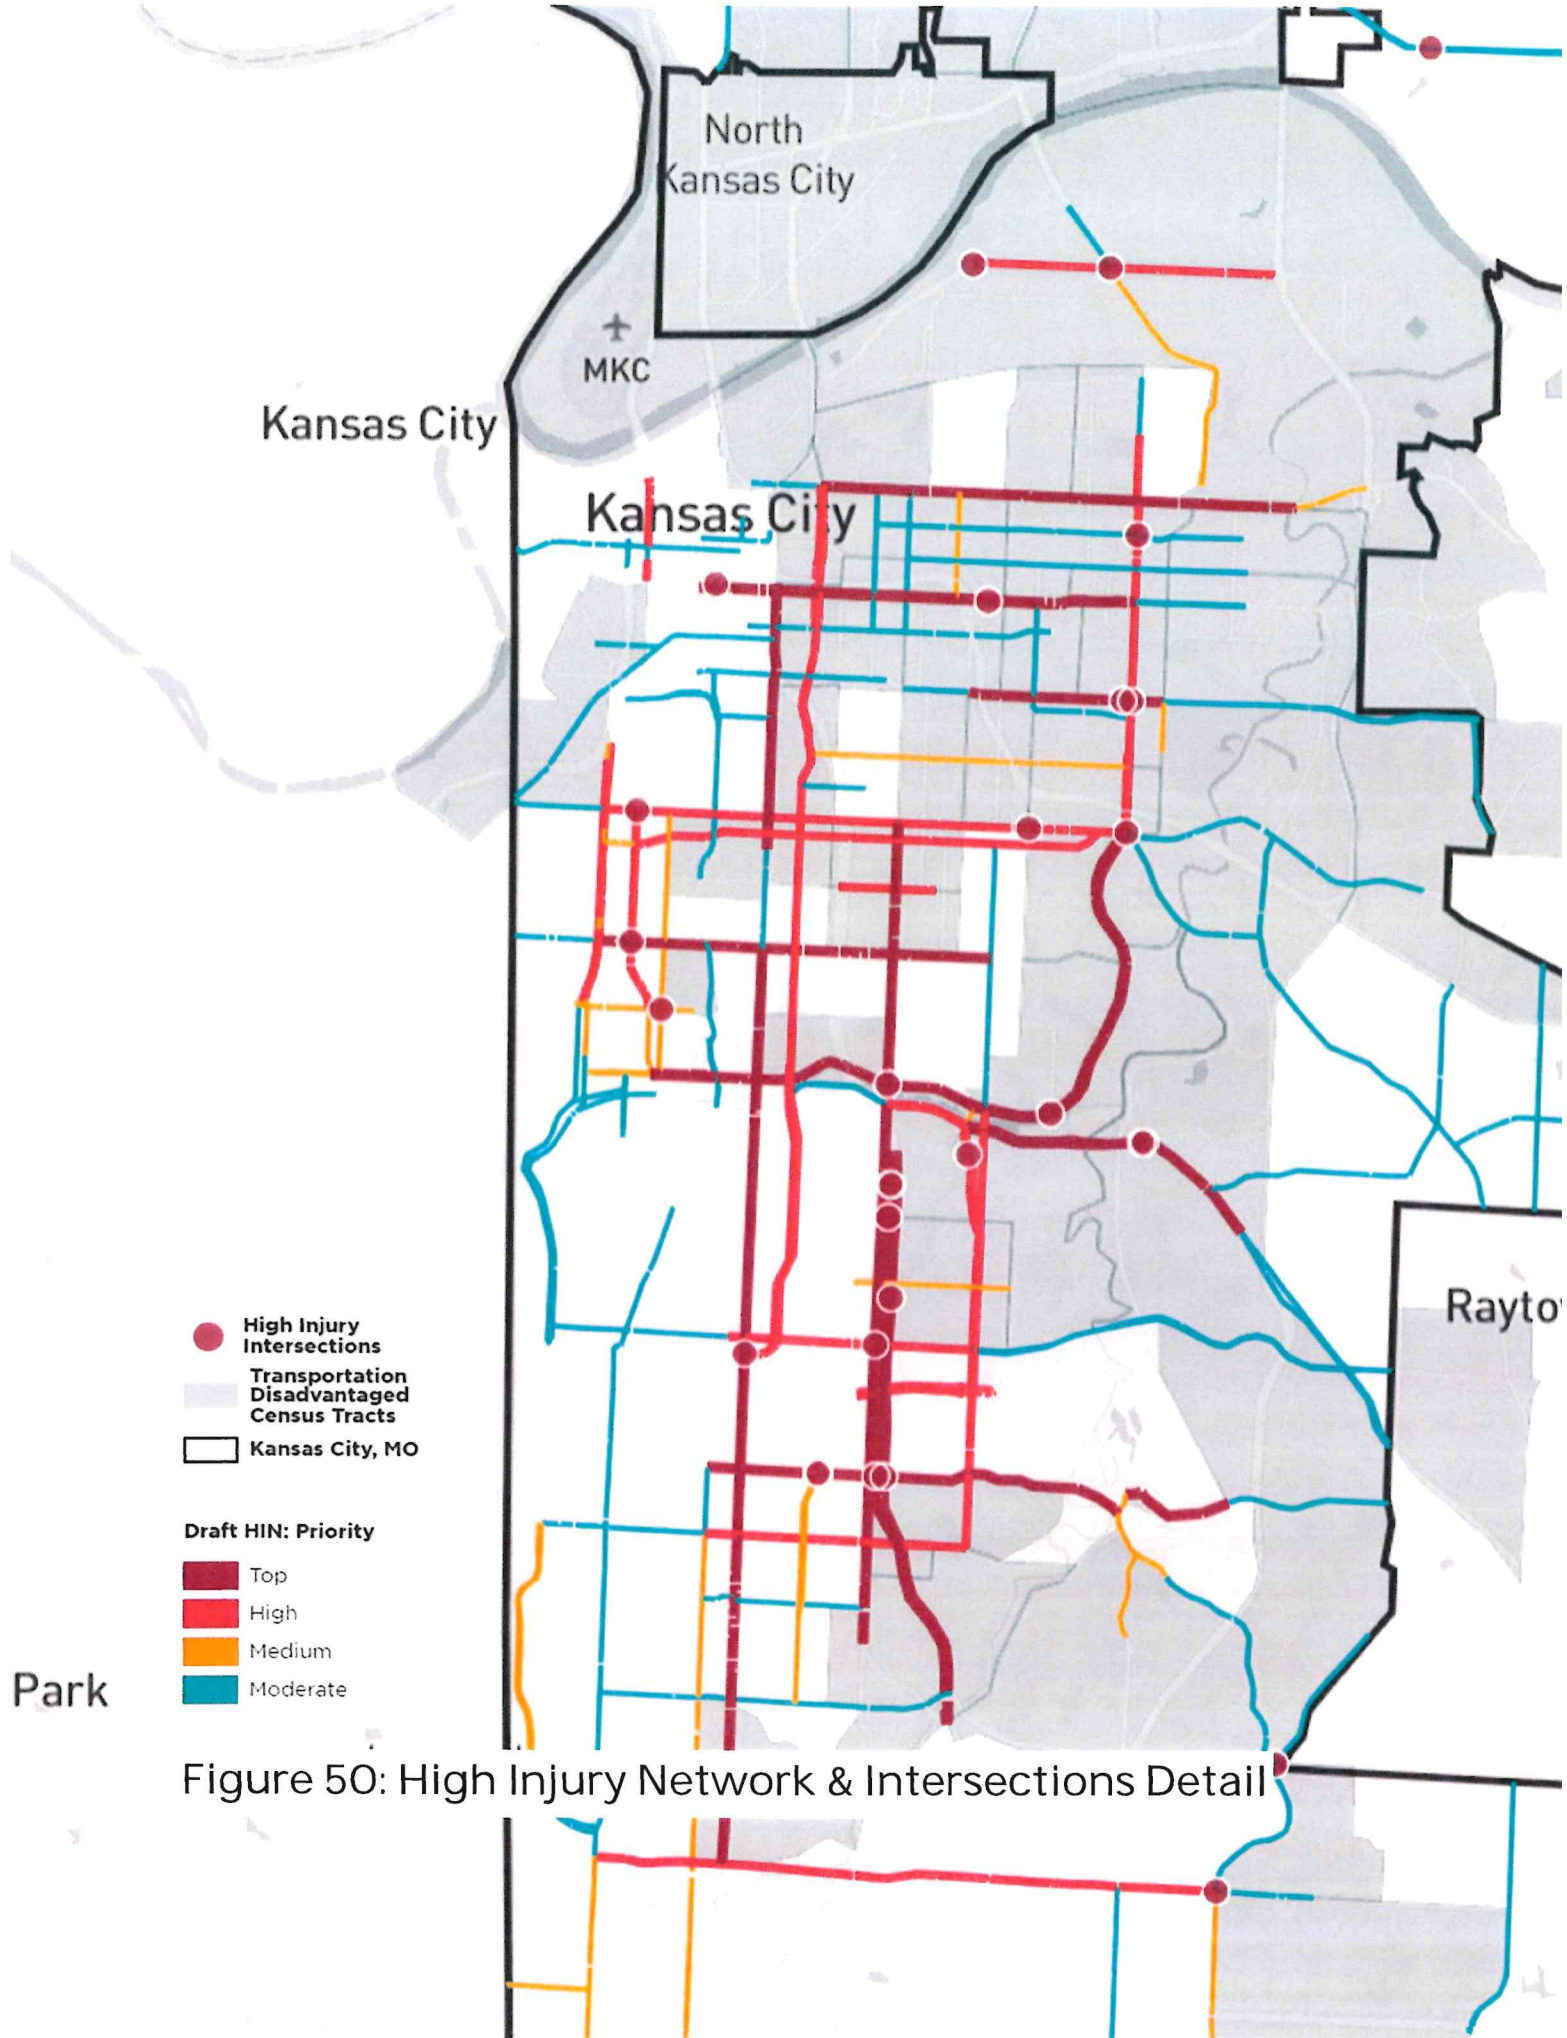 North
Kansas City
MKC
Kansas City
Kansas City
High Injury
Intersections
Transportation
Disadvantaged
Census Tracts
Kansas City, MO
Rayto
Draft HIN: Priority
Top
High
Medium
Moderate
Park
Figure 50: High Injury Network & Intersections Detail